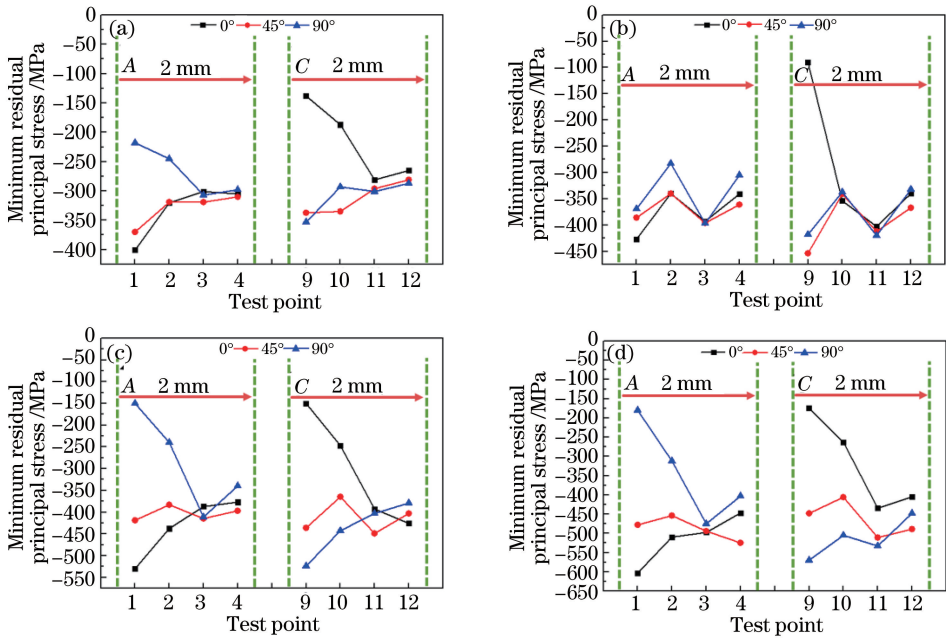 (a)
0° 45° 90°
A 2 mm
C 2 mm
0
−50
−100
−150
−200
−250
−300
−350
−400
Minimum residual
principal stress /MPa
1 2 3 4 9 10 11 12
Test point
(b)
0° 45° 90°
A 2 mm
C 2 mm
0
−50
−100
−150
−200
−250
−300
−350
−400
−450
Minimum residual
principal stress /MPa
1 2 3 4 9 10 11 12
Test point
(c)
0° 45° 90°
A 2 mm
C 2 mm
0
−50
−100
−150
−200
−250
−300
−350
−400
−450
−500
−550
Minimum residual
principal stress /MPa
1 2 3 4 9 10 11 12
Test point
(d)
0° 45° 90°
A 2 mm
C 2 mm
0
−50
−100
−150
−200
−250
−300
−350
−400
−450
−500
−550
−600
−650
Minimum residual
principal stress /MPa
1 2 3 4 9 10 11 12
Test point